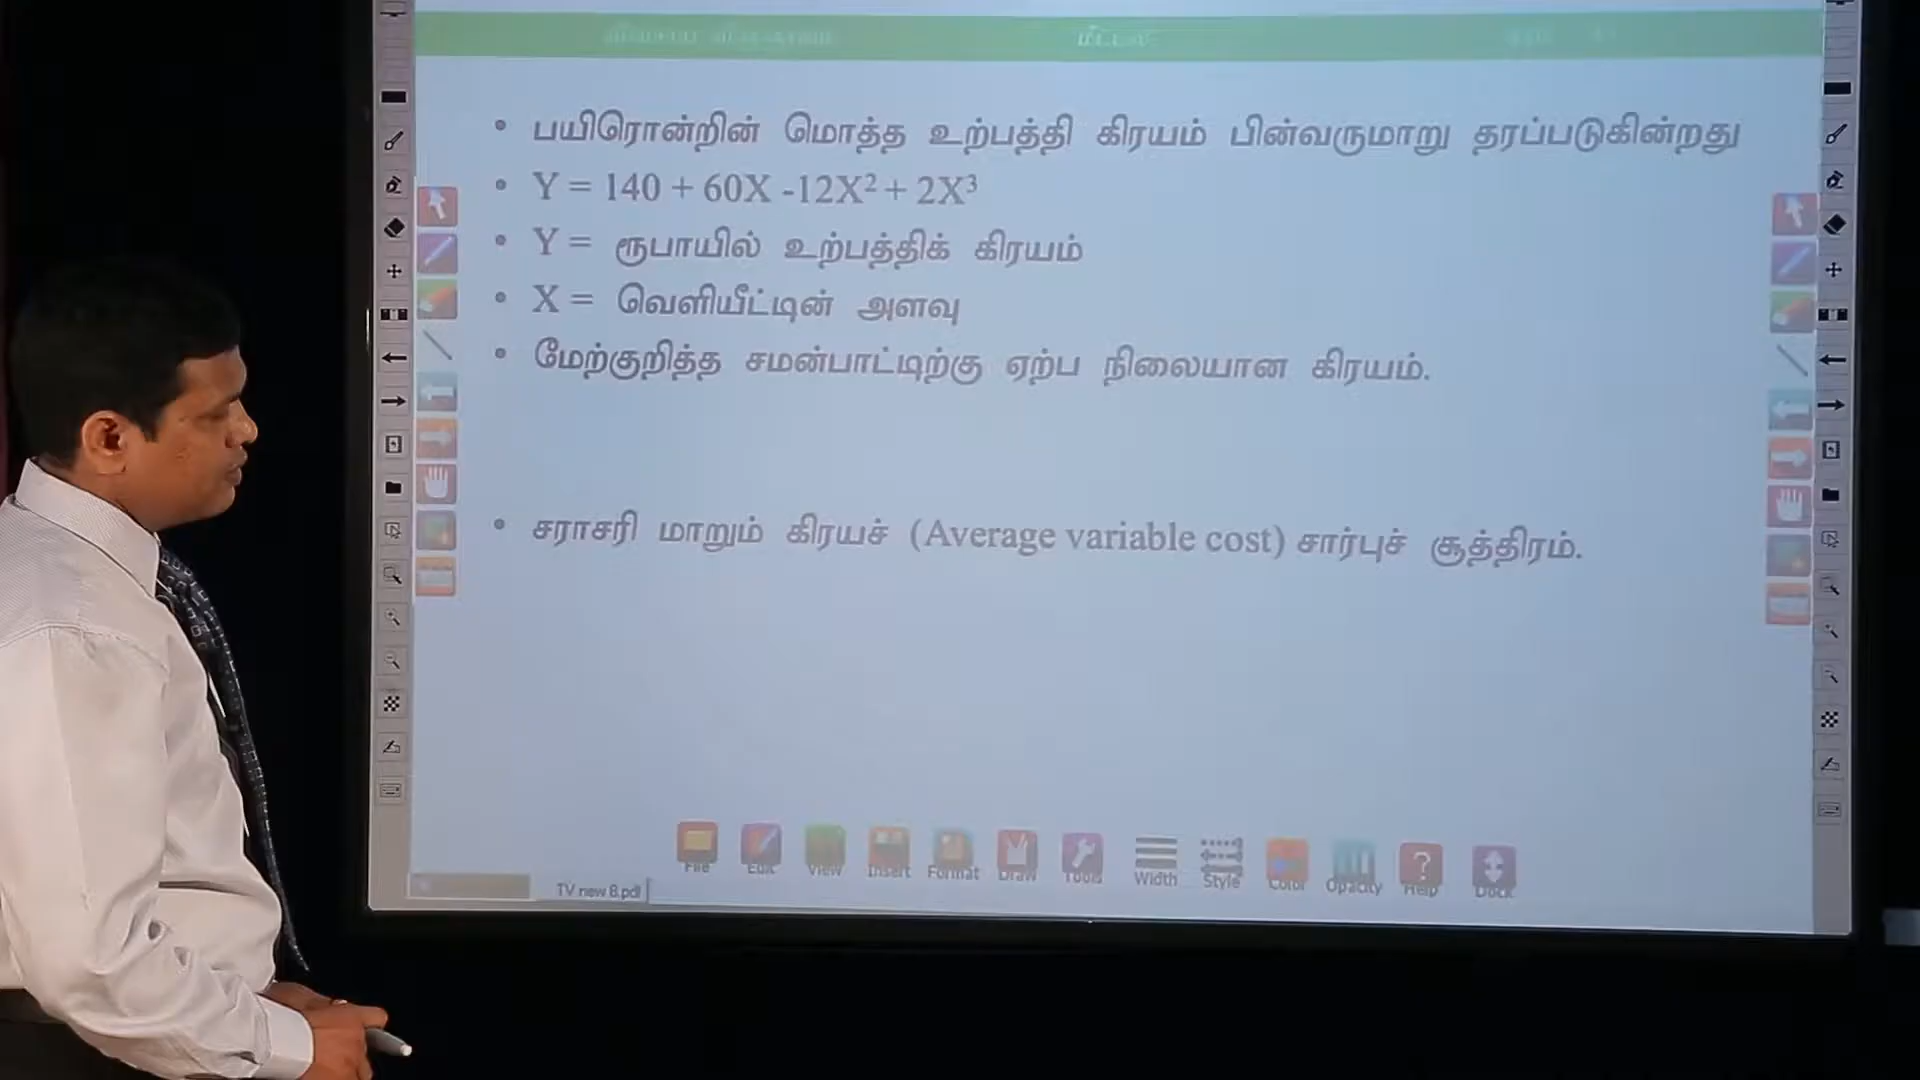 மீட்டல்
• பயிரொன்றின் மொத்த உற்பத்தி கிரயம் பின்வருமாறு தரப்படுகின்றது
• Y = 140 + 60X -12X² + 2X³
• Y = ரூபாயில் உற்பத்திக் கிரயம்
• X = வெளியீட்டின் அளவு
• மேற்குறித்த சமன்பாட்டிற்கு ஏற்ப நிலையான கிரயம்.
• சராசரி மாறும் கிரயச் (Average variable cost) சார்புச் சூத்திரம்.
File Edit View Insert Format Draw Tools Width Style Color Opacity Help Dock
TV new 8.pdf